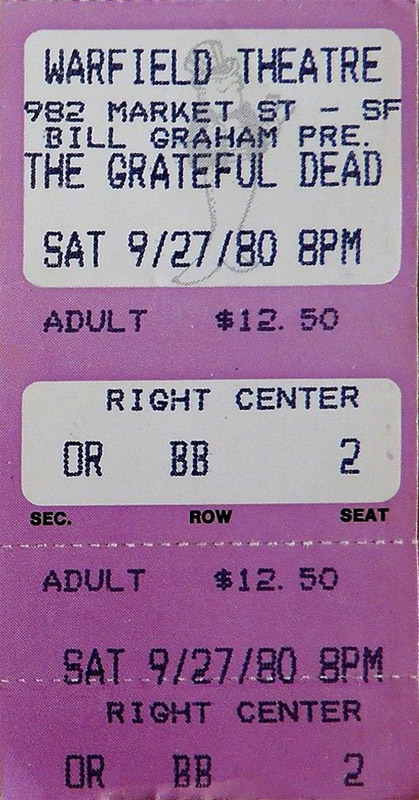 WARFIELD THEATRE
982 MARKET ST - SF
BILL GRAHAM PRE.
THE GRATEFUL DEAD
SAT 9/27/80 8PM
ADULT $12.50
RIGHT CENTER
OR BB 2
SEC. ROW SEAT
ADULT $12.50
SAT 9/27/80 8PM
RIGHT CENTER
OR BB 2